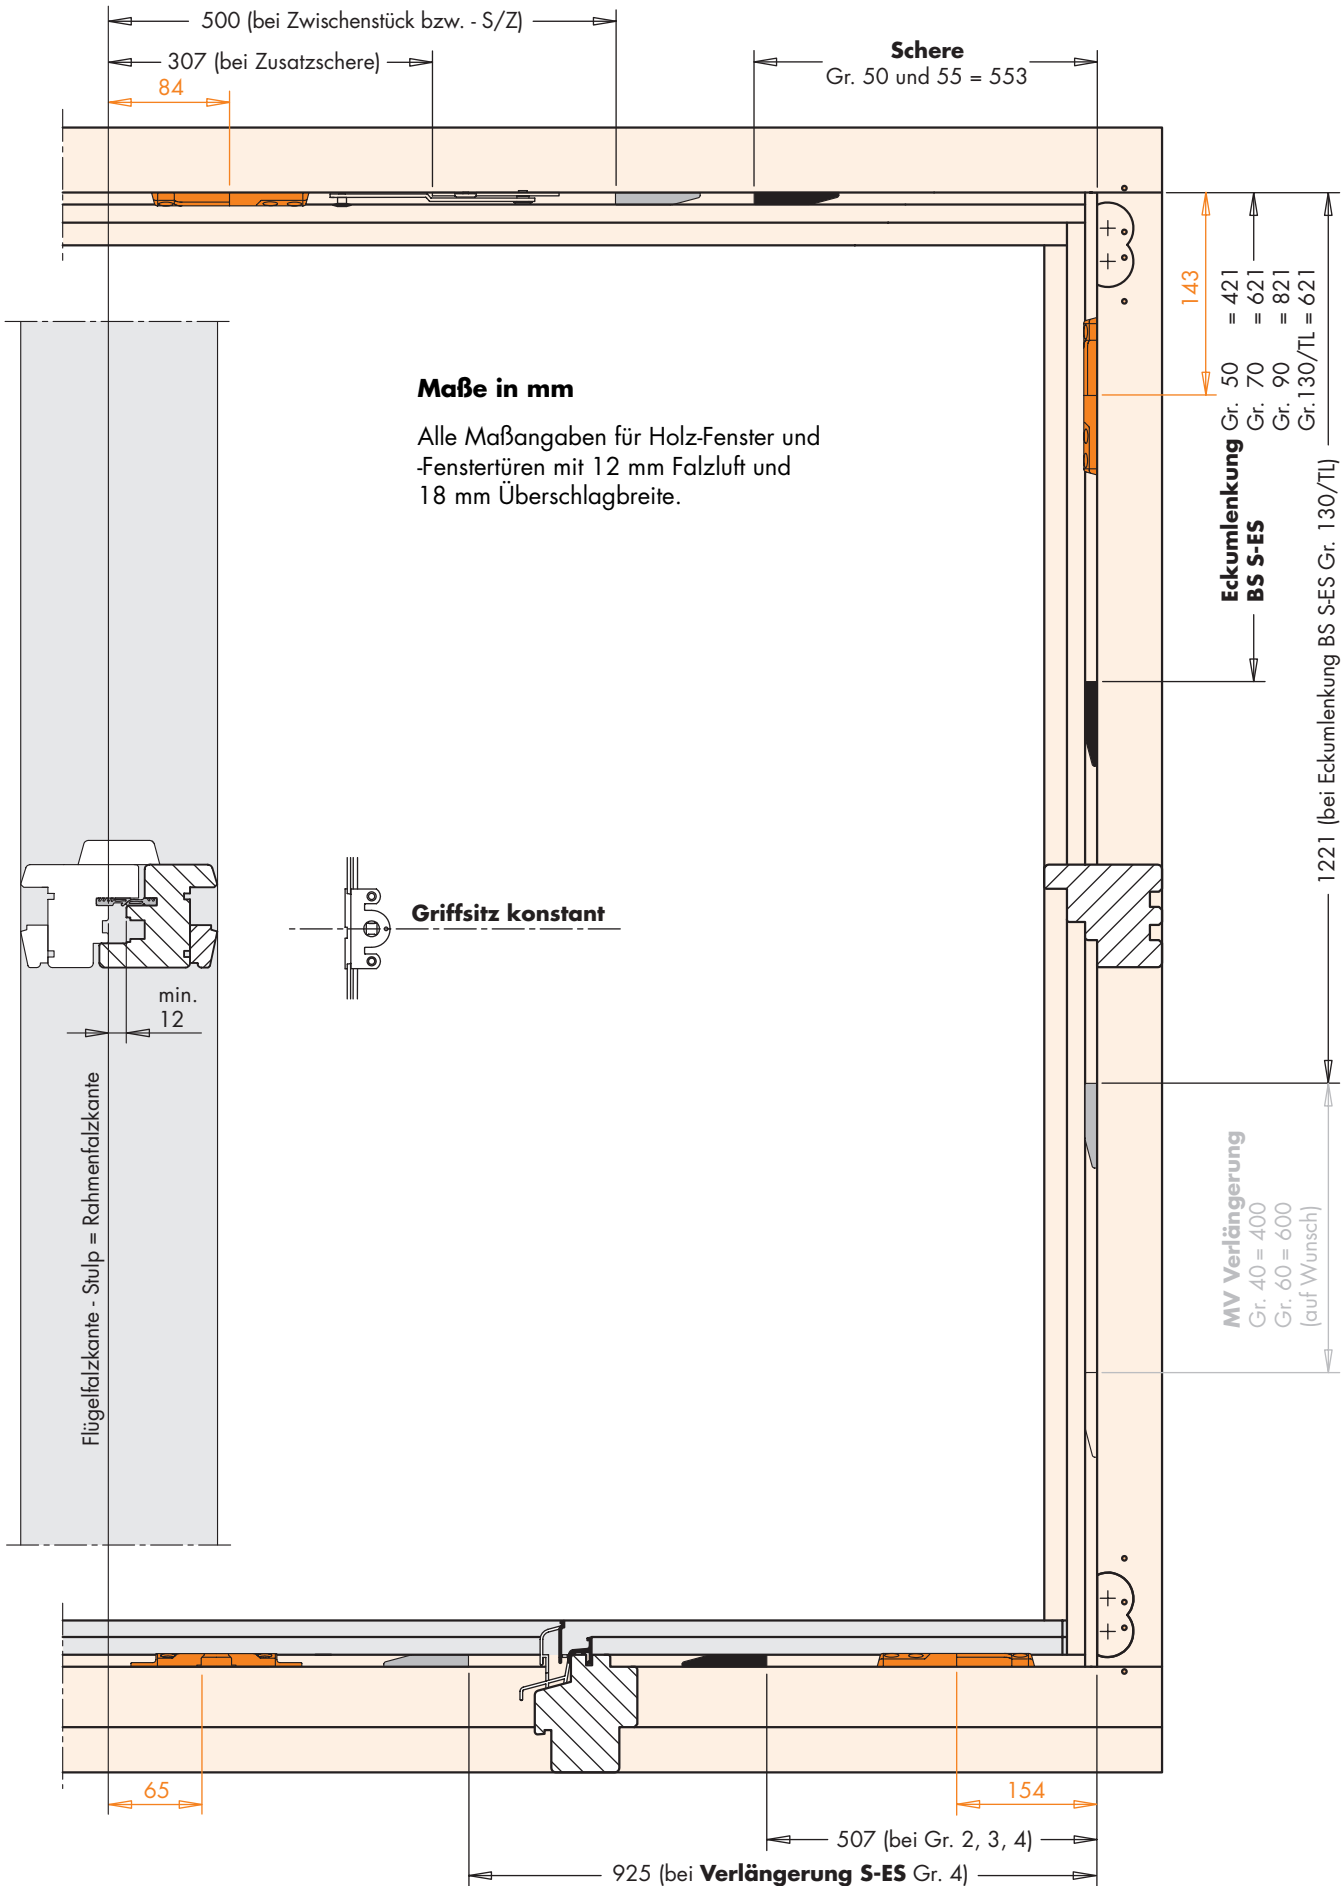 500 (bei Zwischenstück bzw. - S/Z)
307 (bei Zusatzschere)
84
Schere
Gr. 50 und 55 = 553
143
Gr. 50 = 421
Gr. 70 = 621
Gr. 90 = 821
Gr.130/TL = 621
Eckumlenkung
BS S-ES
1221 (bei Eckumlenkung BS S-ES Gr. 130/TL)
Maße in mm
Alle Maßangaben für Holz-Fenster und
-Fenstertüren mit 12 mm Falzluft und
18 mm Überschlagbreite.
Griffsitz konstant
min.
12
Flügelfalzkante - Stulp = Rahmenfalzkante
MV Verlängerung
Gr. 40 = 400
Gr. 60 = 600
(auf Wunsch)
65
154
507 (bei Gr. 2, 3, 4)
925 (bei Verlängerung S-ES Gr. 4)